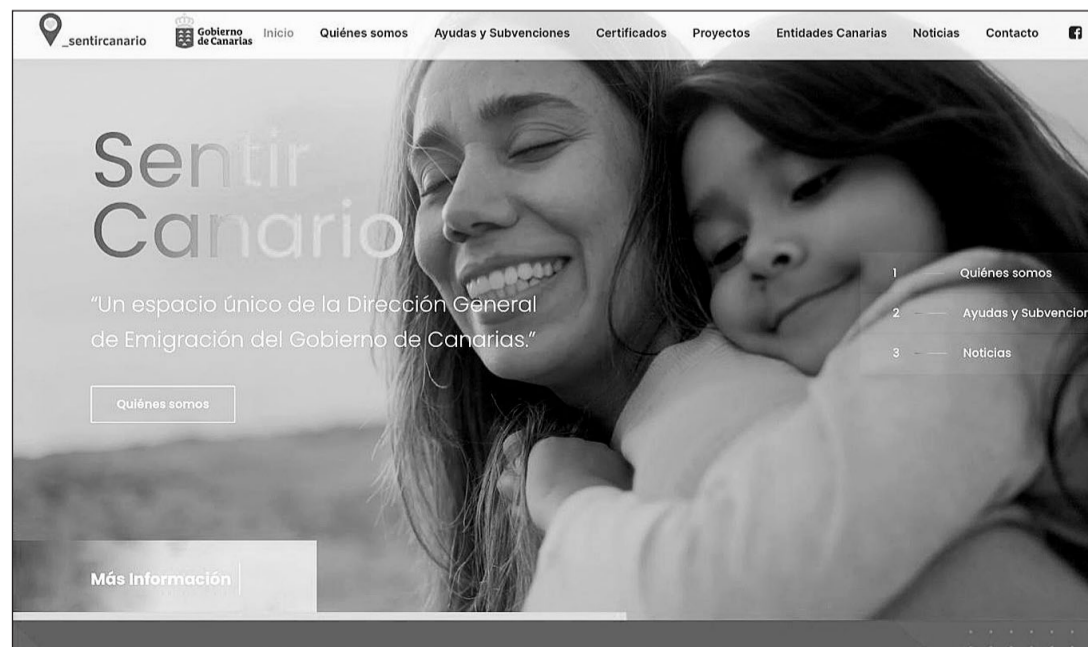 _sentircanario
Gobierno
de Canarias
Inicio
Quiénes somos
Ayudas y Subvenciones
Certificados
Proyectos
Entidades Canarias
Noticias
Contacto
Sentir
Canario
“Un espacio único de la Dirección General
de Emigración del Gobierno de Canarias.”
Quiénes somos
1 Quiénes somos
2 Ayudas y Subvencion
3 Noticias
Más Información